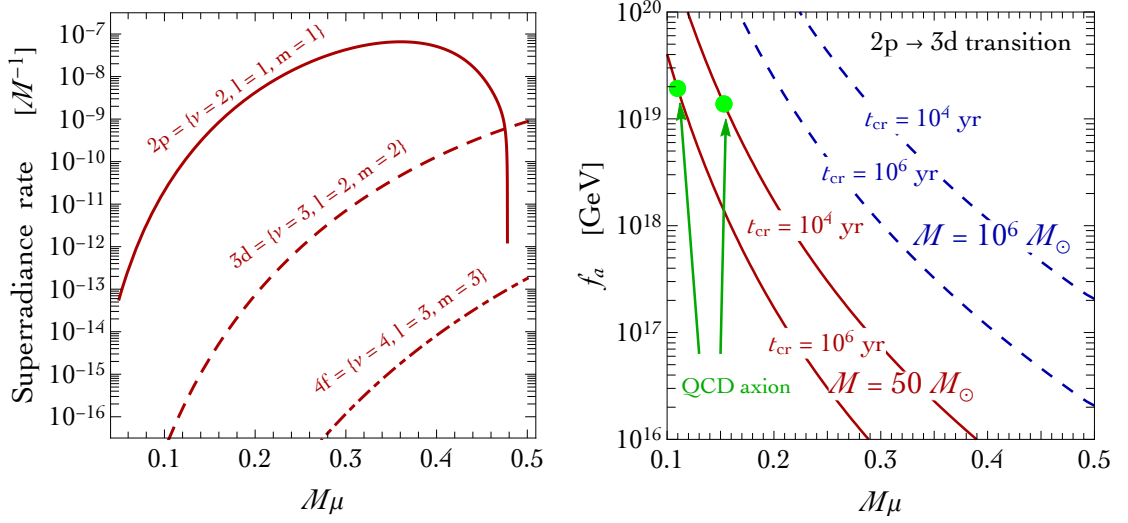 Superradiance rate [M⁻¹]
10⁻⁷
10⁻⁸
10⁻⁹
10⁻¹⁰
10⁻¹¹
10⁻¹²
10⁻¹³
10⁻¹⁴
10⁻¹⁵
10⁻¹⁶
2p = {ν = 2, l = 1, m = 1}
3d = {ν = 3, l = 2, m = 2}
4f = {ν = 4, l = 3, m = 3}
0.1 0.2 0.3 0.4 0.5
Mμ
fₐ [GeV]
10²⁰
10¹⁹
10¹⁸
10¹⁷
10¹⁶
2p → 3d transition
t_cr = 10⁴ yr
t_cr = 10⁶ yr
t_cr = 10⁴ yr
M = 10⁶ M⊙
t_cr = 10⁶ yr
QCD axion
M = 50 M⊙
0.1 0.2 0.3 0.4 0.5
Mμ